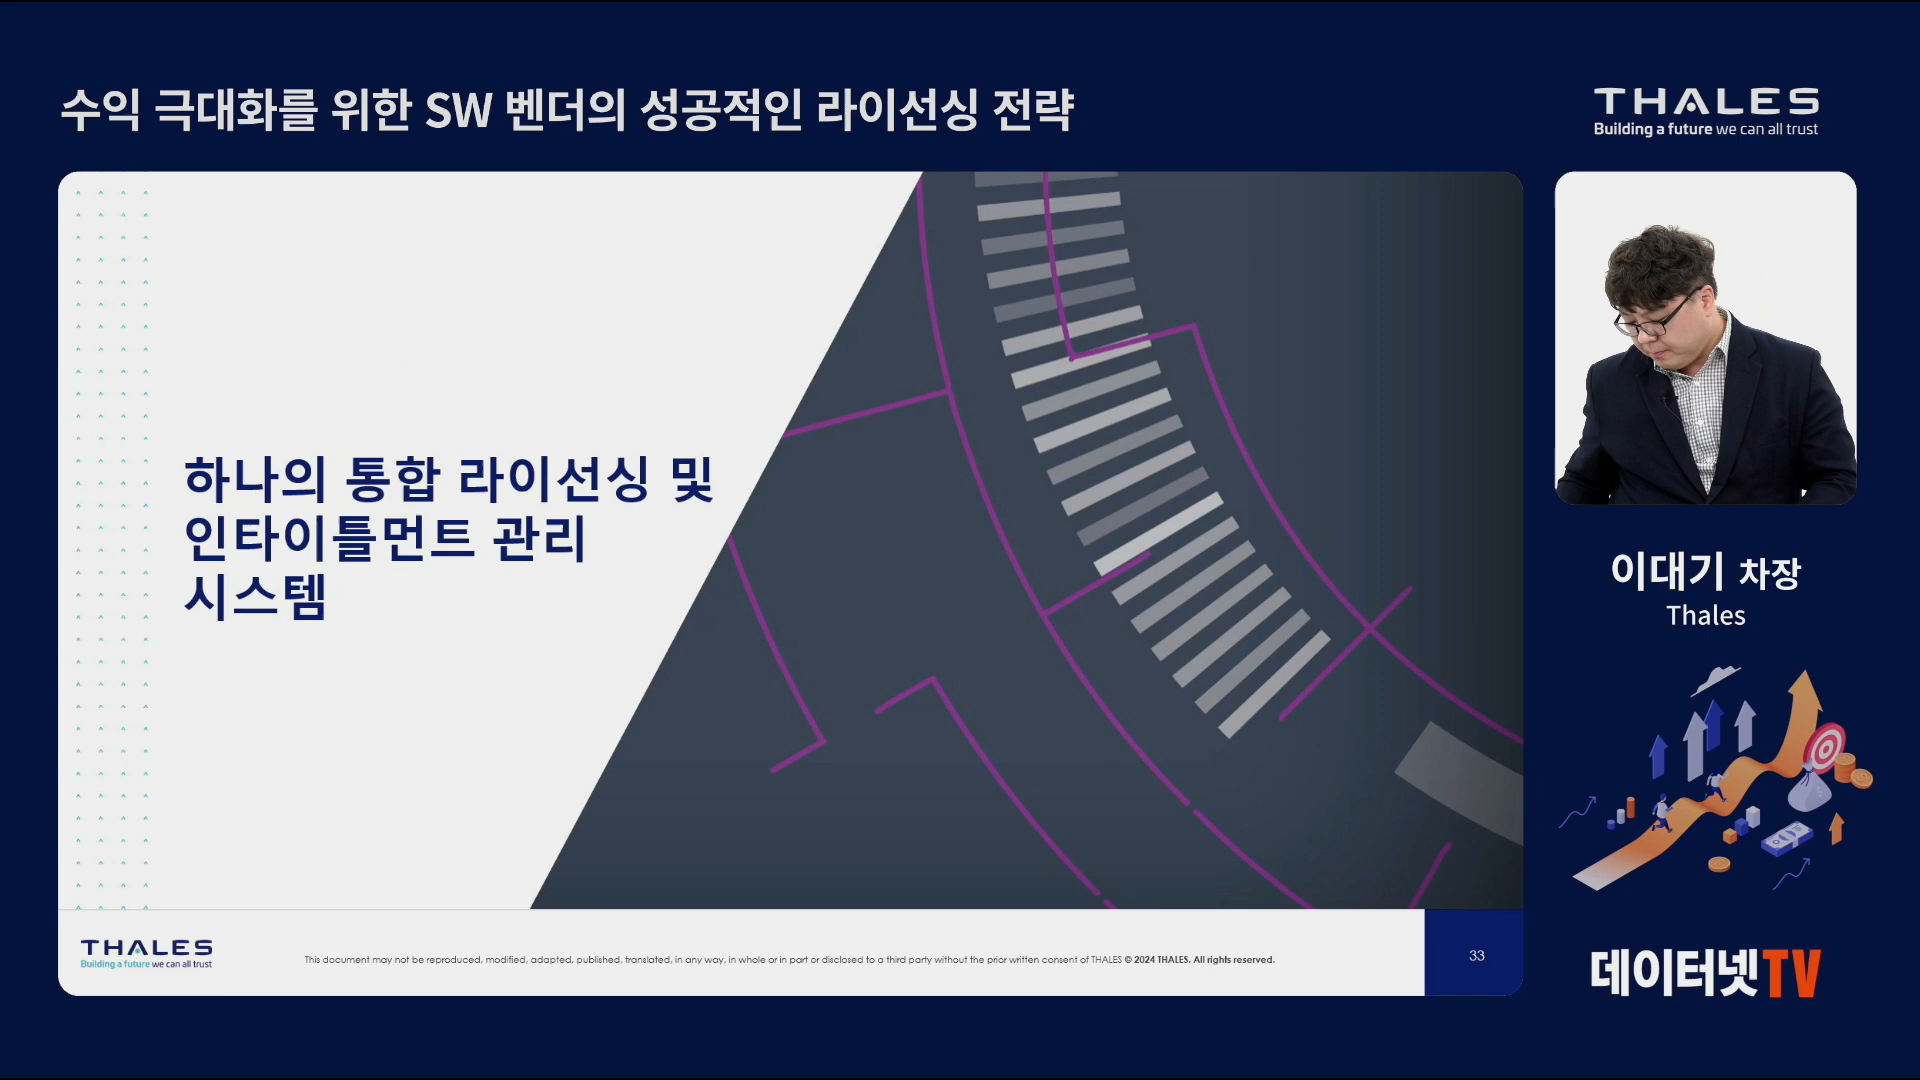 수익 극대화를 위한 SW 벤더의 성공적인 라이선싱 전략
THALES
Building a future we can all trust
하나의 통합 라이선싱 및
인타이틀먼트 관리
시스템
THALES
Building a future we can all trust
This document may not be reproduced, modified, adapted, published, translated, in any way, in whole or in part or disclosed to a third party without the prior written consent of THALES © 2024 THALES. All rights reserved.
33
이대기 차장
Thales
데이터넷TV